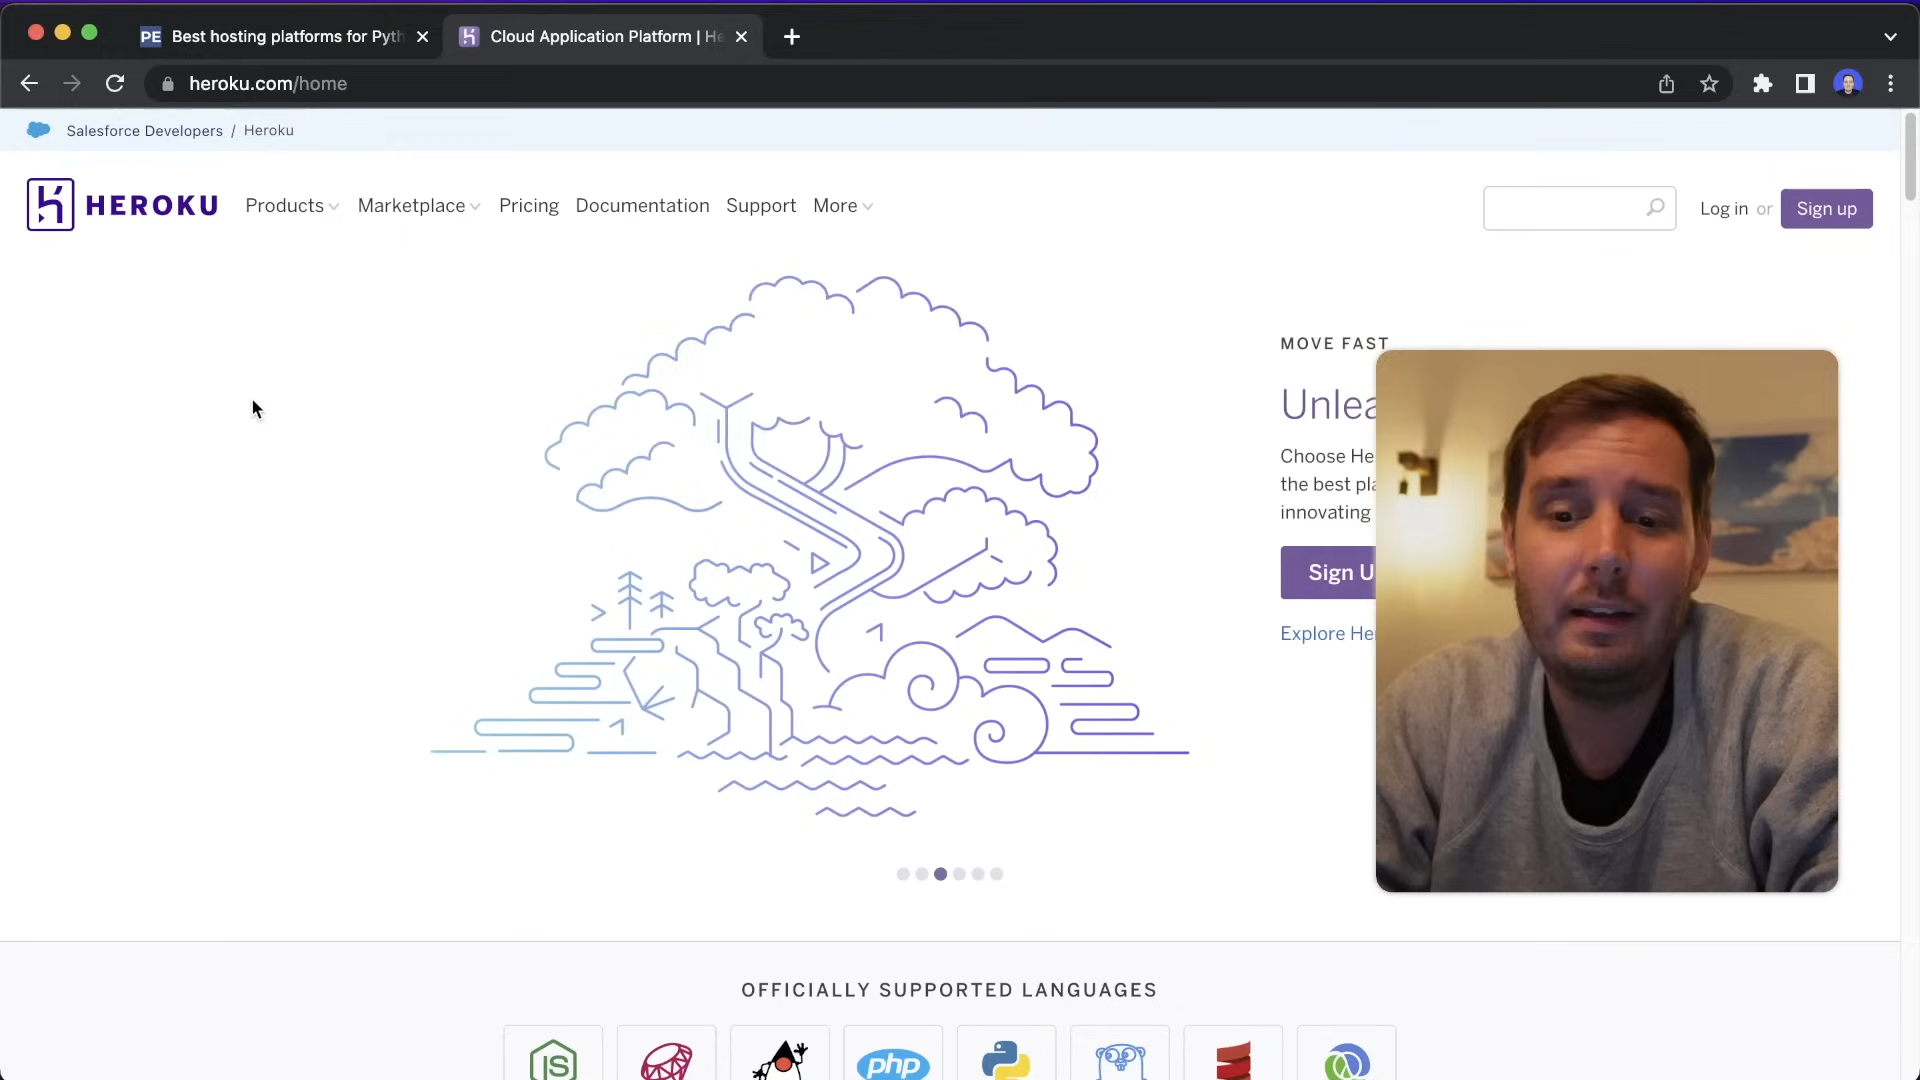 PE Best hosting platforms for Pyth
Cloud Application Platform | He
heroku.com/home
Salesforce Developers / Heroku
HEROKU
Products
Marketplace
Pricing
Documentation
Support
More
Log in or Sign up
MOVE FAST
Unlea
Choose He
the best pla
innovating
Sign U
Explore Her
OFFICIALLY SUPPORTED LANGUAGES
JS
php